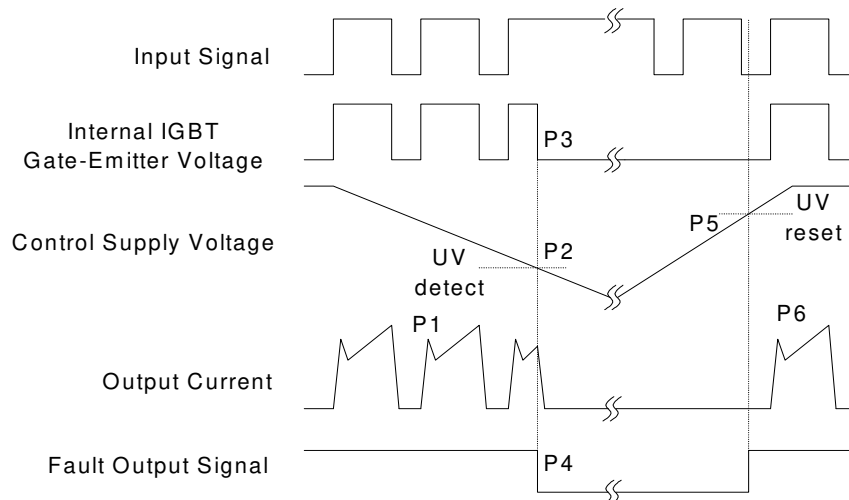 Input Signal
Internal IGBT
Gate-Emitter Voltage
P3
Control Supply Voltage
UV
detect
P2
P5
UV
reset
Output Current
P1
P6
Fault Output Signal
P4